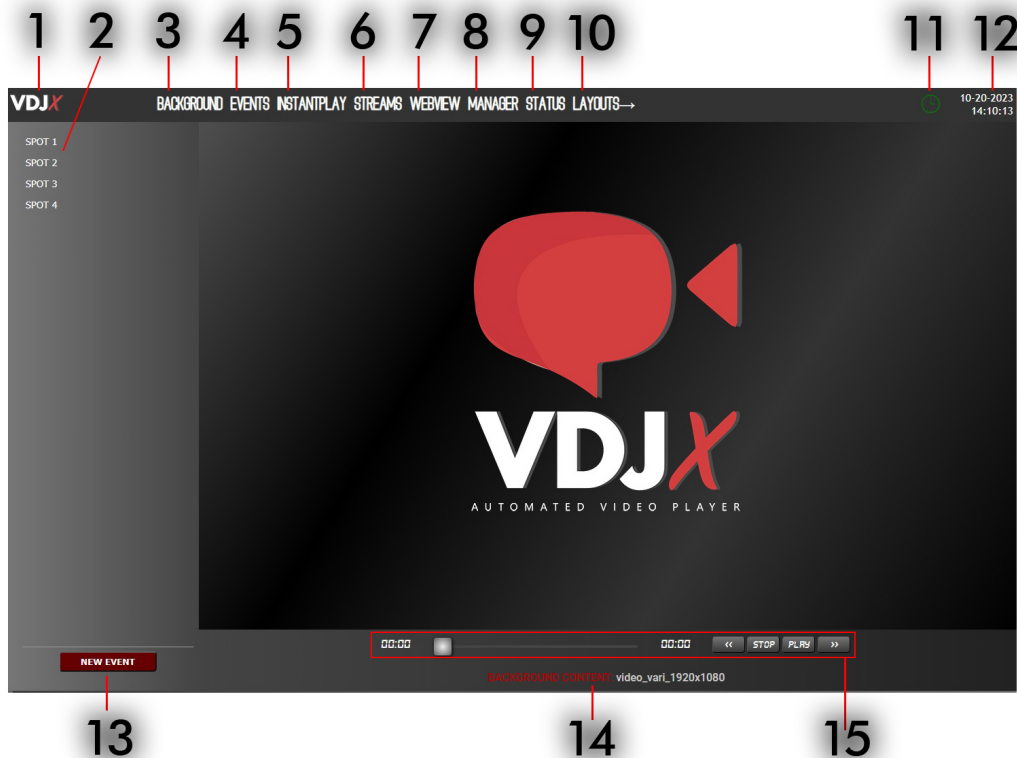 1 2 3 4 5 6 7 8 9 10 11 12
VDJX BACKGROUND EVENTS INSTANTPLAY STREAMS WEBVIEW MANAGER STATUS LAYOUTS→ 10-20-2023
14:10:13
SPOT 1
SPOT 2
SPOT 3
SPOT 4
VDJX
AUTOMATED VIDEO PLAYER
00:00 00:00 << STOP PLAY >>
NEW EVENT
BACKGROUND CONTENT: video_vari_1920x1080
13 14 15